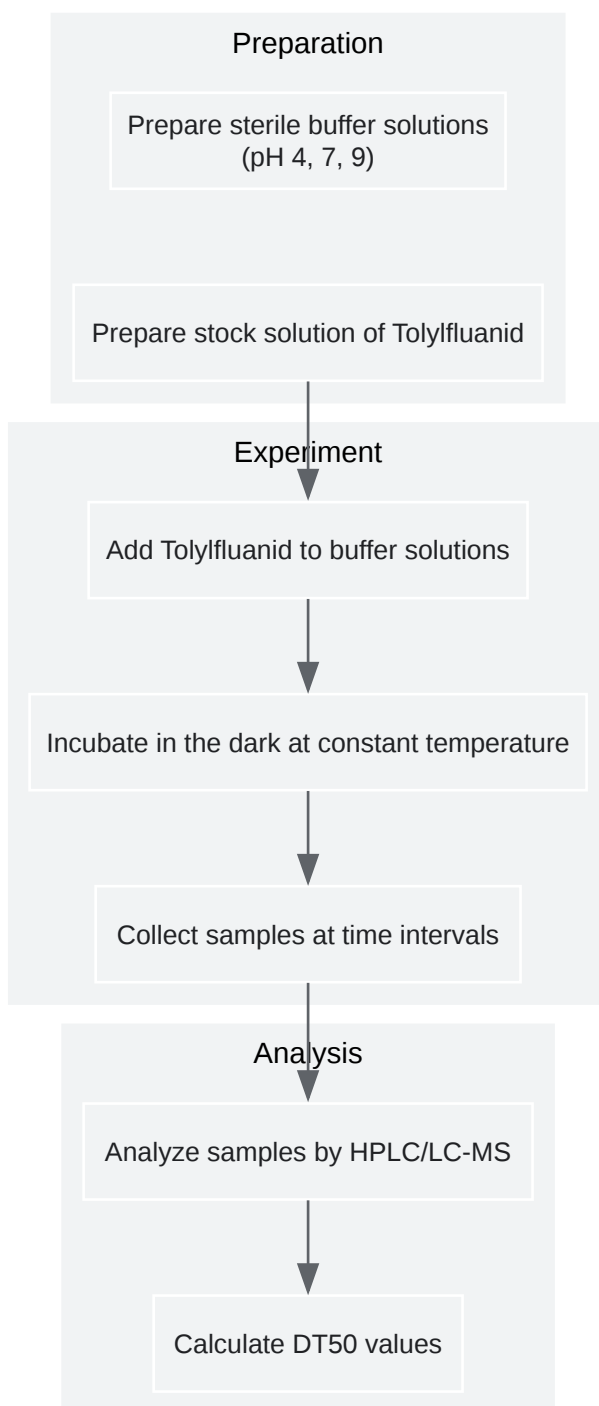 Preparation
Prepare sterile buffer solutions
(pH 4, 7, 9)
Prepare stock solution of Tolylfluanid
Experiment
Add Tolylfluanid to buffer solutions
Incubate in the dark at constant temperature
Collect samples at time intervals
Analysis
Analyze samples by HPLC/LC-MS
Calculate DT50 values